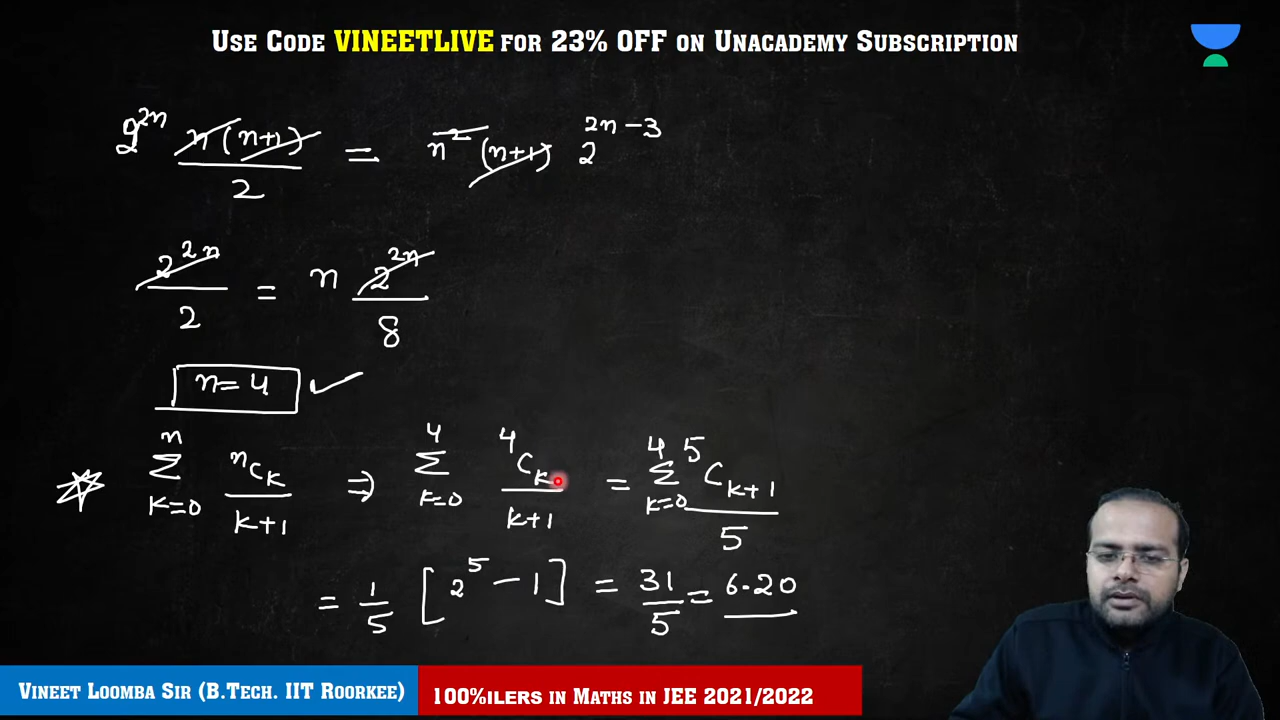 USE CODE VINEETLIVE FOR 23% OFF ON UNACADEMY SUBSCRIPTION
2^{2n} n(n+1)/2 = n^2 (n+1) 2^{2n-3}
2^{2n}/2 = n 2^{2n}/8
n=4 ✓
☆ \sum_{k=0}^{n} ^nC_k/(k+1) ⇒ \sum_{k=0}^{4} ^4C_k/(k+1) = \sum_{k=0}^{4} ^5C_{k+1}/5
= 1/5 [2^5 - 1] = 31/5 = 6.20
VINEET LOOMBA SIR (B.TECH. IIT ROORKEE)
100%ILERS IN MATHS IN JEE 2021/2022